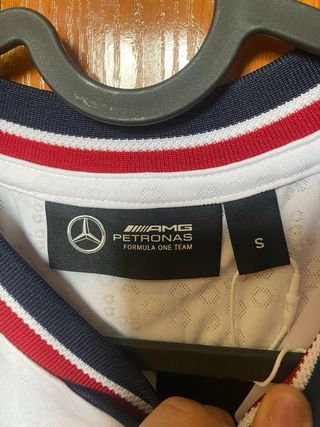 AMG
PETRONAS
FORMULA ONE TEAM
S